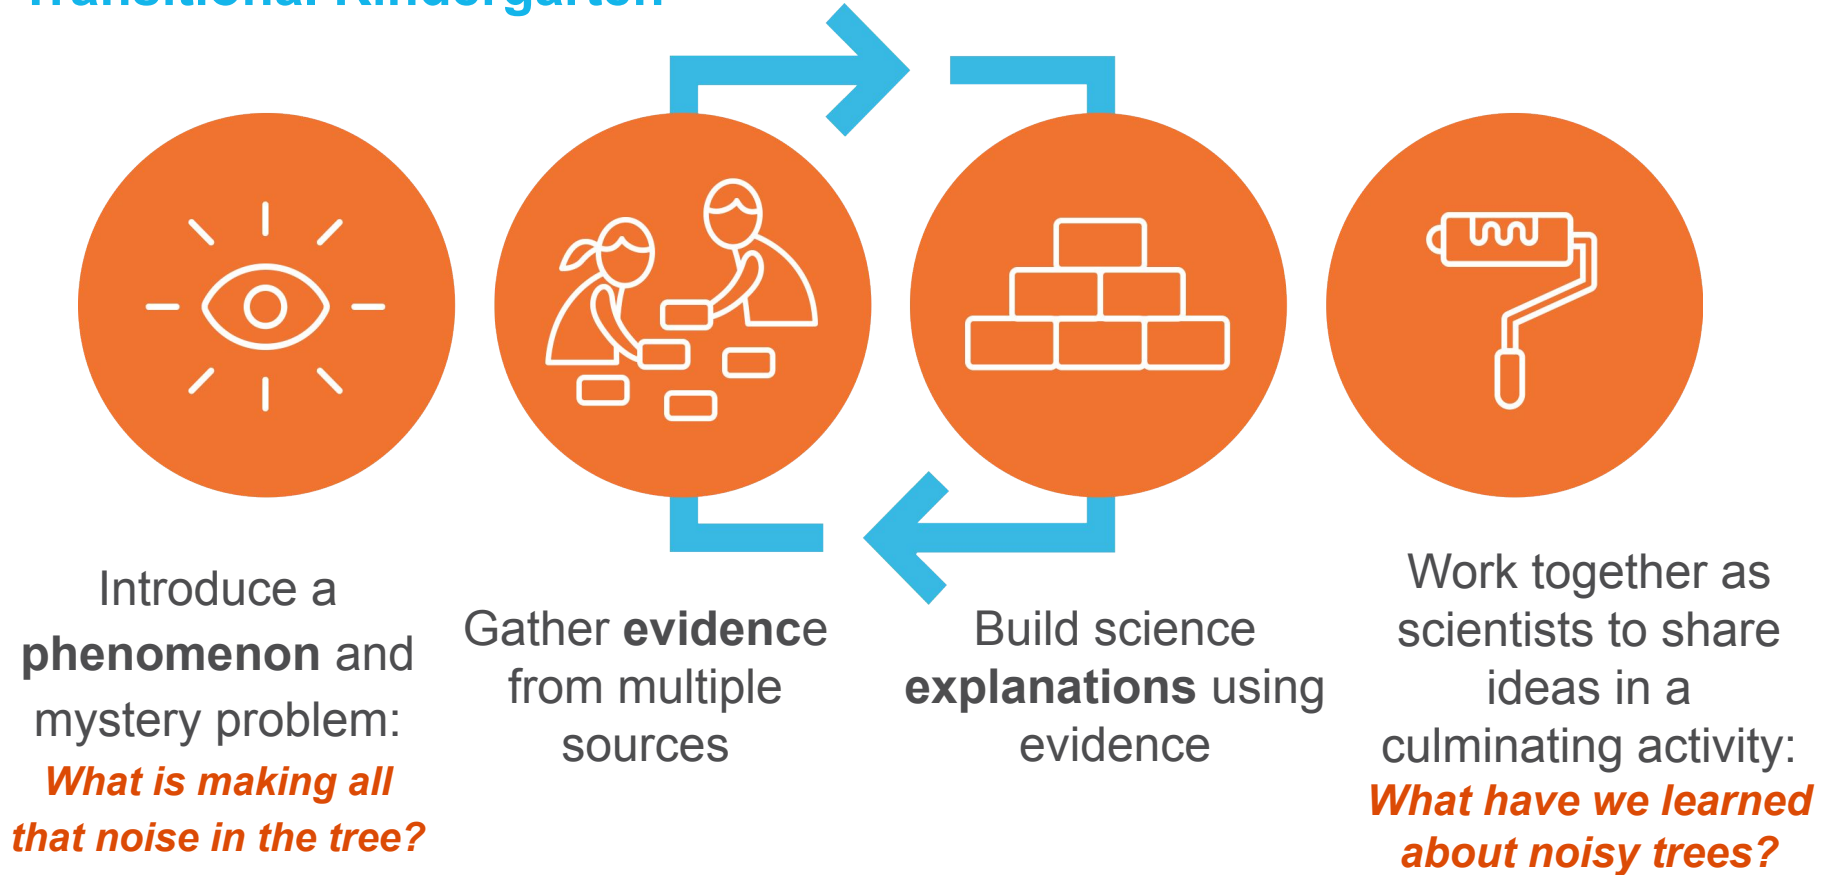 Transitional Kindergarten
Introduce a
phenomenon and
mystery problem:
What is making all
that noise in the tree?
Gather evidence
from multiple
sources
Build science
explanations using
evidence
Work together as
scientists to share
ideas in a
culminating activity:
What have we learned
about noisy trees?